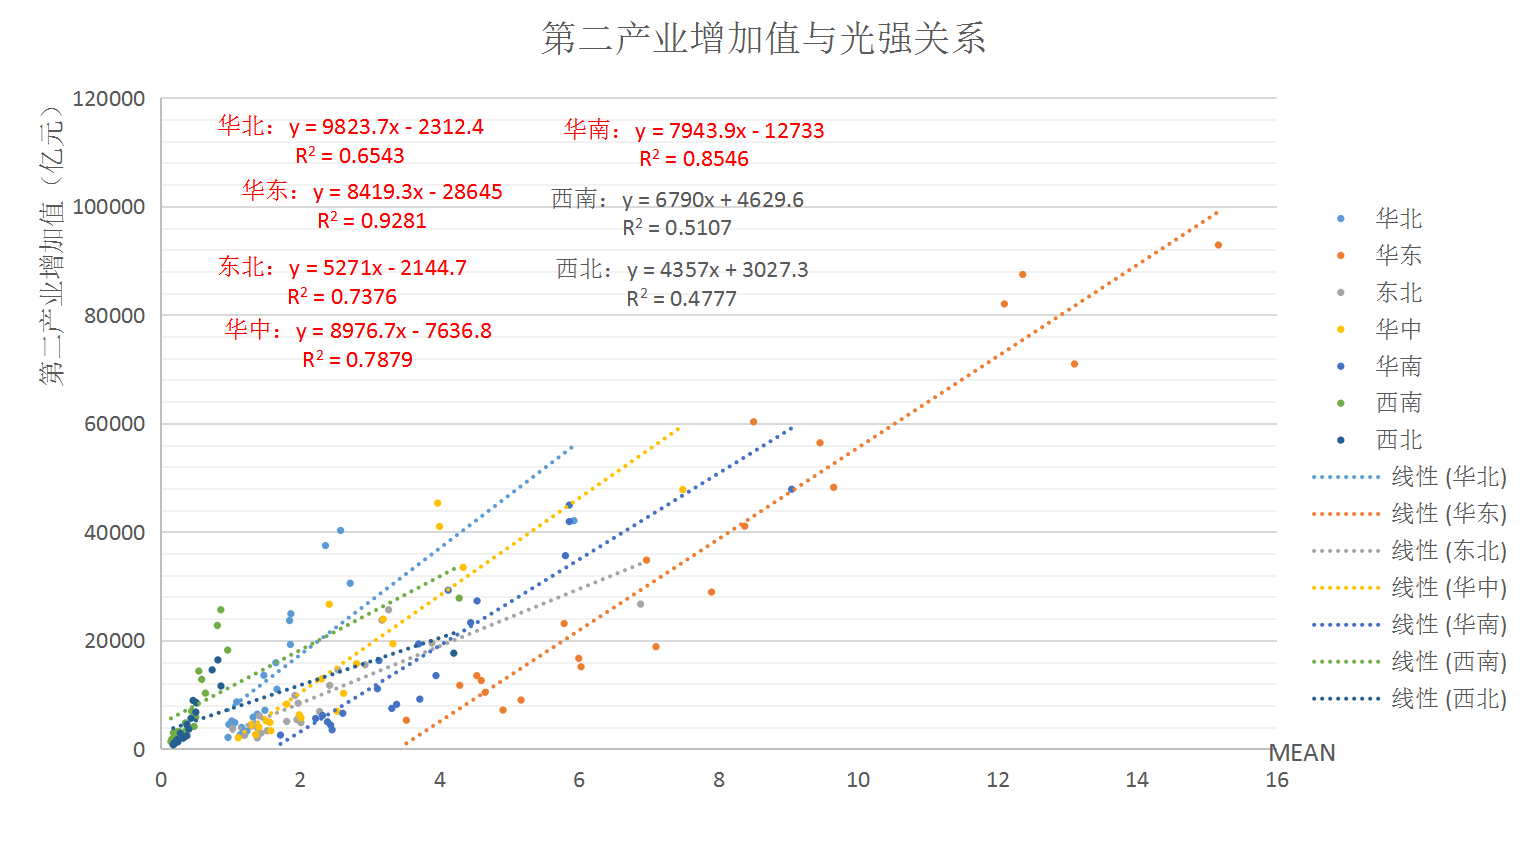 第二产业增加值与光强关系
第二产业增加值（亿元）
120000
100000
80000
60000
40000
20000
0
华北：y = 9823.7x - 2312.4
R² = 0.6543
华东：y = 8419.3x - 28645
R² = 0.9281
东北：y = 5271x - 2144.7
R² = 0.7376
华中：y = 8976.7x - 7636.8
R² = 0.7879
华南：y = 7943.9x - 12733
R² = 0.8546
西南：y = 6790x + 4629.6
R² = 0.5107
西北：y = 4357x + 3027.3
R² = 0.4777
0 2 4 6 8 10 12 14 16
MEAN
华北
华东
东北
华中
华南
西南
西北
线性 (华北)
线性 (华东)
线性 (东北)
线性 (华中)
线性 (华南)
线性 (西南)
线性 (西北)